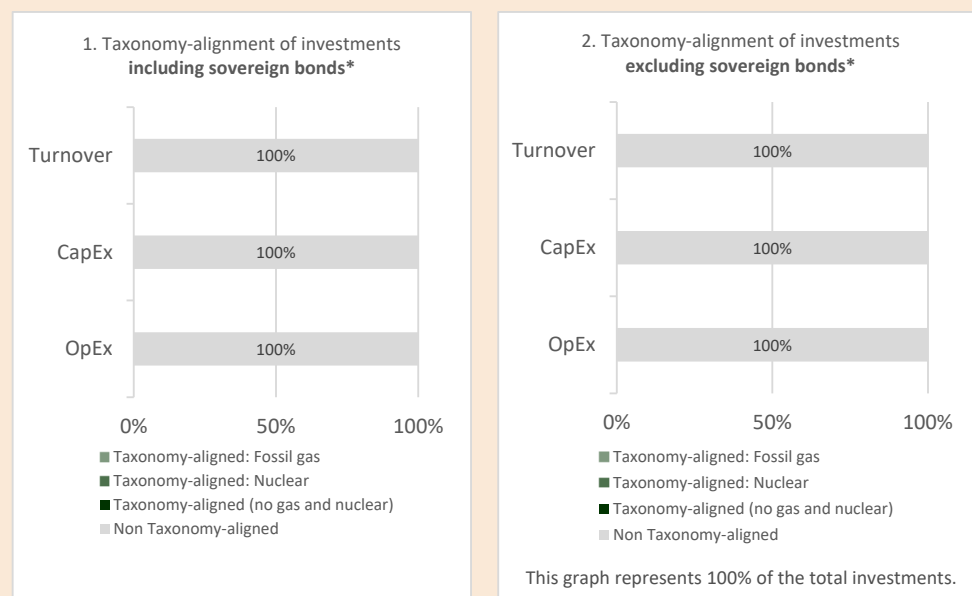 1. Taxonomy-alignment of investments
including sovereign bonds*
Turnover
100%
CapEx
100%
OpEx
100%
0%
50%
100%
Taxonomy-aligned: Fossil gas
Taxonomy-aligned: Nuclear
Taxonomy-aligned (no gas and nuclear)
Non Taxonomy-aligned
2. Taxonomy-alignment of investments
excluding sovereign bonds*
Turnover
100%
CapEx
100%
OpEx
100%
0%
50%
100%
Taxonomy-aligned: Fossil gas
Taxonomy-aligned: Nuclear
Taxonomy-aligned (no gas and nuclear)
Non Taxonomy-aligned
This graph represents 100% of the total investments.